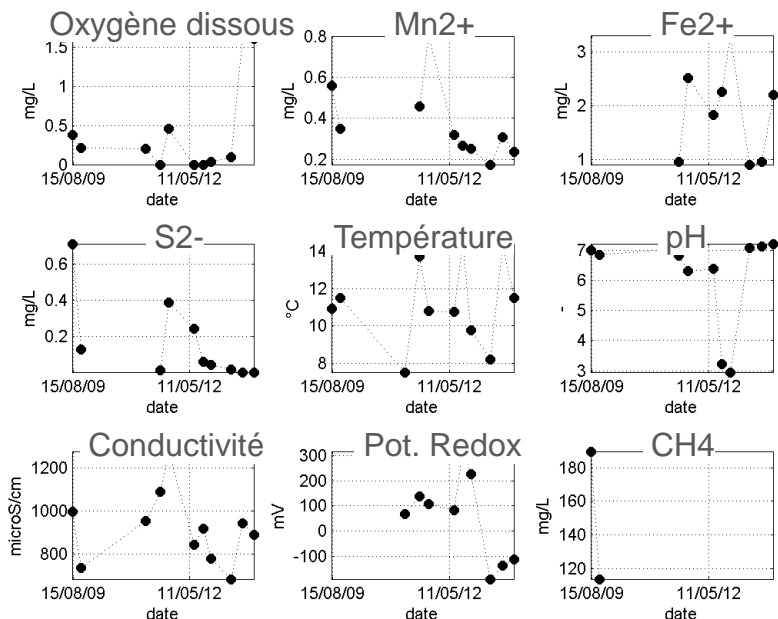 Oxygène dissous
1.5
1
0.5
0
mg/L
15/08/09 11/05/12
date
Mn2+
0.8
0.6
0.4
0.2
mg/L
15/08/09 11/05/12
date
Fe2+
3
2
1
mg/L
15/08/09 11/05/12
date
S2-
0.6
0.4
0.2
mg/L
15/08/09 11/05/12
date
Température
14
12
10
8
°C
15/08/09 11/05/12
date
pH
7
6
5
4
3
-
15/08/09 11/05/12
date
Conductivité
1200
1000
800
microS/cm
15/08/09 11/05/12
date
Pot. Redox
300
200
100
0
-100
mV
15/08/09 11/05/12
date
CH4
180
160
140
120
mg/L
15/08/09 11/05/12
date